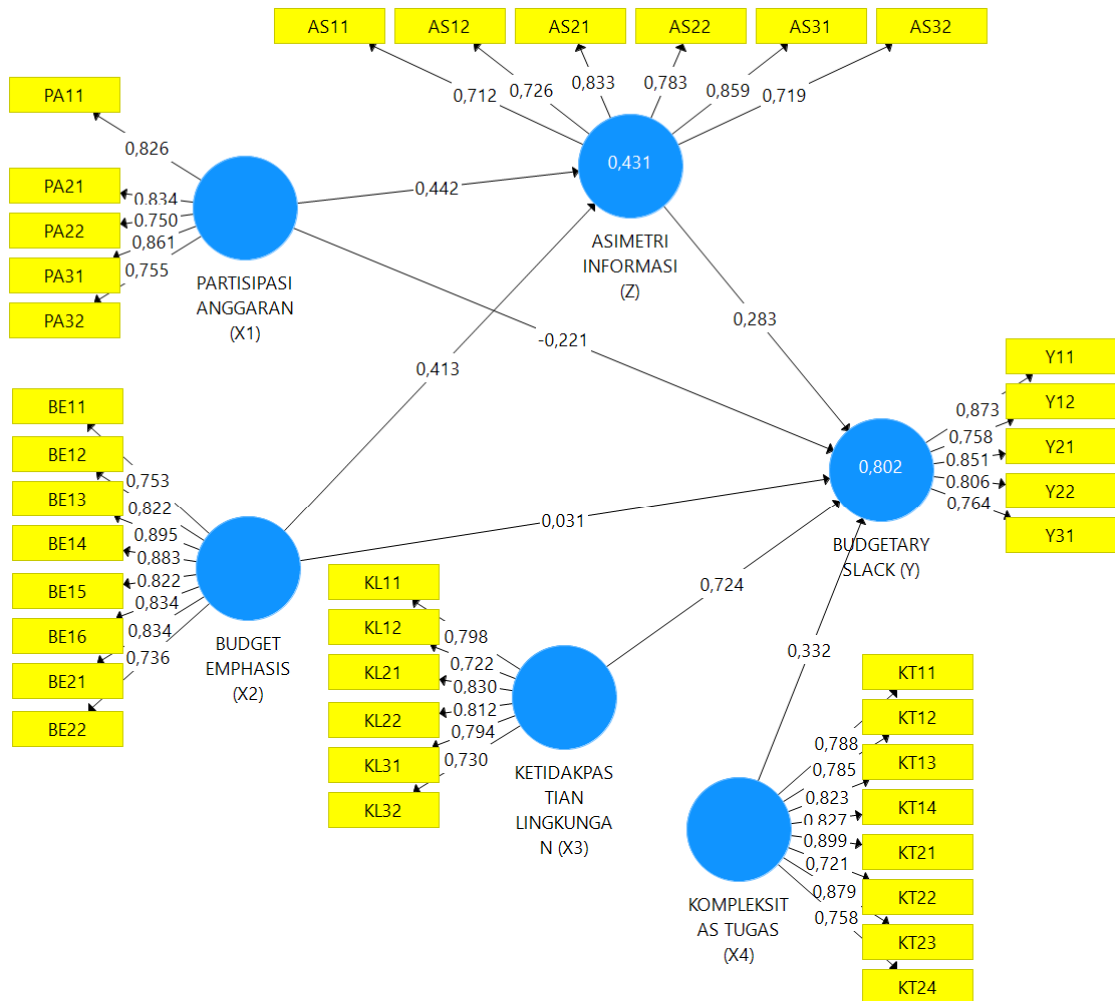 AS11
AS12
AS21
AS22
AS31
AS32
0,712
0,726
0,833
0,783
0,859
0,719
PA11
PA21
PA22
PA31
PA32
0,826
0,834
0,750
0,861
0,755
PARTISIPASI
ANGGARAN
(X1)
0,431
ASIMETRI
INFORMASI
(Z)
0,442
-0,221
0,413
0,283
BE11
BE12
BE13
BE14
BE15
BE16
BE21
BE22
0,753
0,822
0,895
0,883
0,822
0,834
0,834
0,736
BUDGET
EMPHASIS
(X2)
0,031
0,802
BUDGETARY
SLACK (Y)
Y11
Y12
Y21
Y22
Y31
0,873
0,758
0,851
0,806
0,764
KL11
KL12
KL21
KL22
KL31
KL32
0,798
0,722
0,830
0,812
0,794
0,730
KETIDAKPAS
TIAN
LINGKUNGA
N (X3)
0,724
0,332
KOMPLEKSIT
AS TUGAS
(X4)
KT11
KT12
KT13
KT14
KT21
KT22
KT23
KT24
0,788
0,785
0,823
0,827
0,899
0,721
0,879
0,758